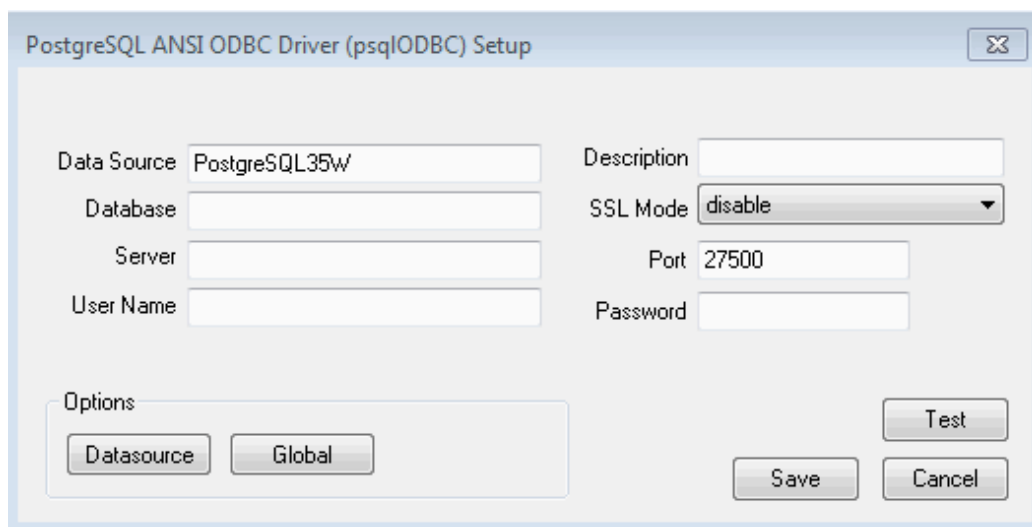 PostgreSQL ANSI ODBC Driver (psqlODBC) Setup
Data Source PostgreSQL35W
Description
Database
SSL Mode disable
Server
Port 27500
User Name
Password
Options
Datasource Global
Test
Save Cancel